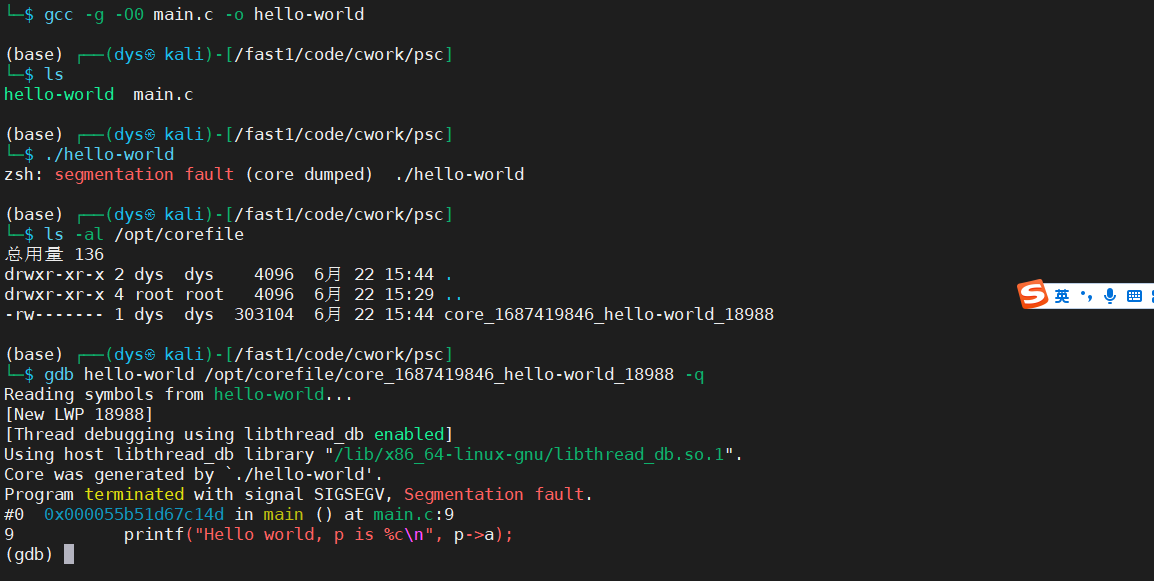 └─$ gcc -g -O0 main.c -o hello-world
(base) ┌──(dys㉿ kali)-[/fast1/code/cwork/psc]
└─$ ls
hello-world  main.c
(base) ┌──(dys㉿ kali)-[/fast1/code/cwork/psc]
└─$ ./hello-world
zsh: segmentation fault (core dumped)  ./hello-world
(base) ┌──(dys㉿ kali)-[/fast1/code/cwork/psc]
└─$ ls -al /opt/corefile
总用量 136
drwxr-xr-x 2 dys  dys    4096  6月 22 15:44 .
drwxr-xr-x 4 root root   4096  6月 22 15:29 ..
-rw------- 1 dys  dys  303104  6月 22 15:44 core_1687419846_hello-world_18988
英
(base) ┌──(dys㉿ kali)-[/fast1/code/cwork/psc]
└─$ gdb hello-world /opt/corefile/core_1687419846_hello-world_18988 -q
Reading symbols from hello-world...
[New LWP 18988]
[Thread debugging using libthread_db enabled]
Using host libthread_db library "/lib/x86_64-linux-gnu/libthread_db.so.1".
Core was generated by `./hello-world'.
Program terminated with signal SIGSEGV, Segmentation fault.
#0  0x000055b51d67c14d in main () at main.c:9
9           printf("Hello world, p is %c\n", p->a);
(gdb)